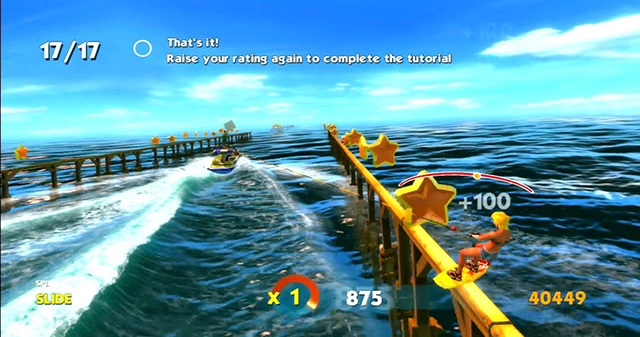 17/17
That's it!
Raise your rating again to complete the tutorial
+100
SLIDE
x 1
875
40449